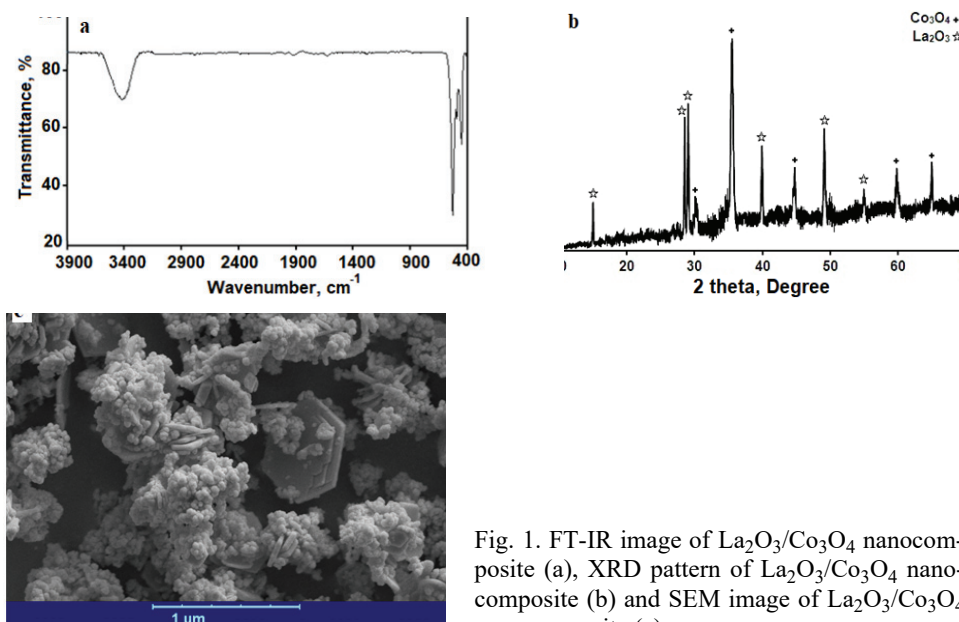 a
100
80
60
40
20
Transmittance, %
3900 3400 2900 2400 1900 1400 900 400
Wavenumber, cm-1
b
Co3O4 +
La2O3 ☆
20 30 40 50 60
2 theta, Degree
1 µm
Fig. 1. FT-IR image of La2O3/Co3O4 nanocom-
posite (a), XRD pattern of La2O3/Co3O4 nano-
composite (b) and SEM image of La2O3/Co3O4